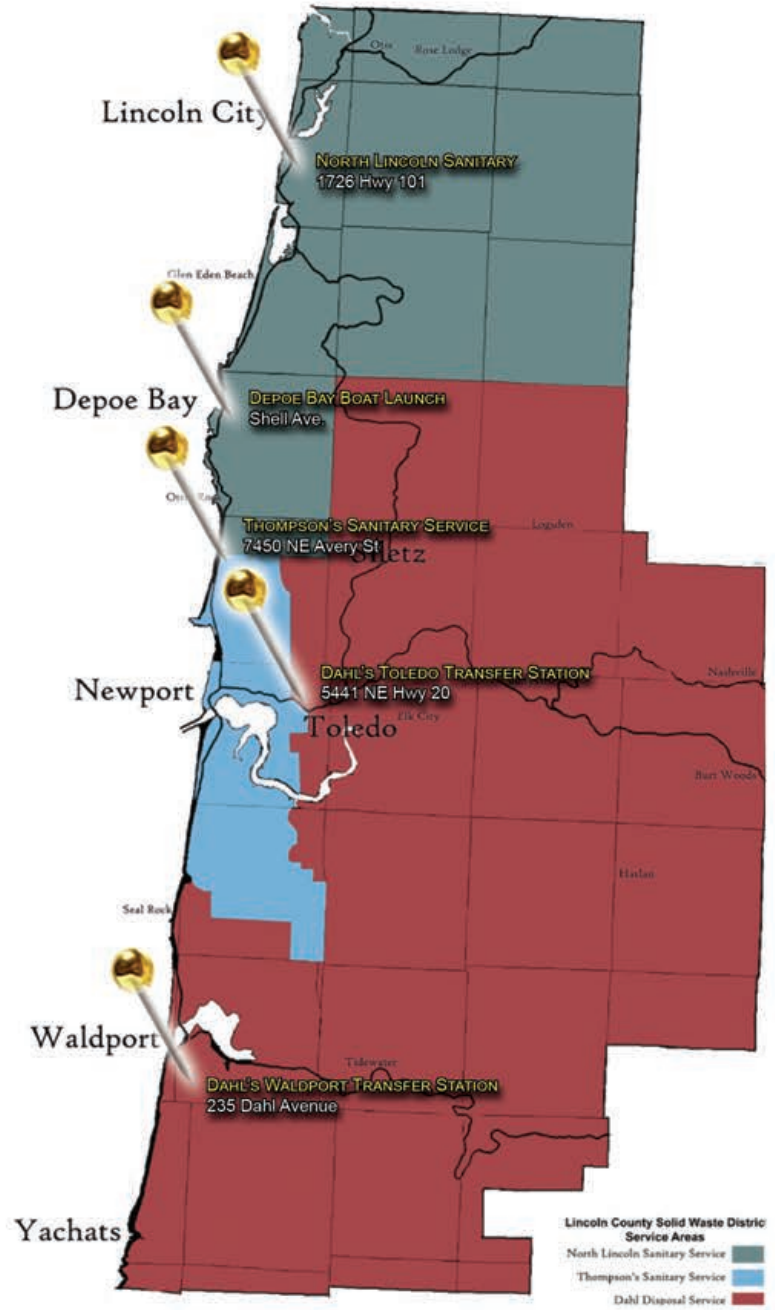 Otis
Rose Lodge
Lincoln City
NORTH LINCOLN SANITARY
1726 Hwy 101
Glen Eden Beach
Depoe Bay
DEPOE BAY BOAT LAUNCH
Shell Ave.
THOMPSON'S SANITARY SERVICE
7450 NE Avery St
Logsden
Siletz
DAHL'S TOLEDO TRANSFER STATION
5441 NE Hwy 20
Nashville
Newport
Toledo
Elk City
Burt Woods
Harlan
Seal Rock
Waldport
Tidewater
DAHL'S WALDPORT TRANSFER STATION
235 Dahl Avenue
Yachats
Lincoln County Solid Waste Distric
Service Areas
North Lincoln Sanitary Service
Thompson's Sanitary Service
Dahl Disposal Service